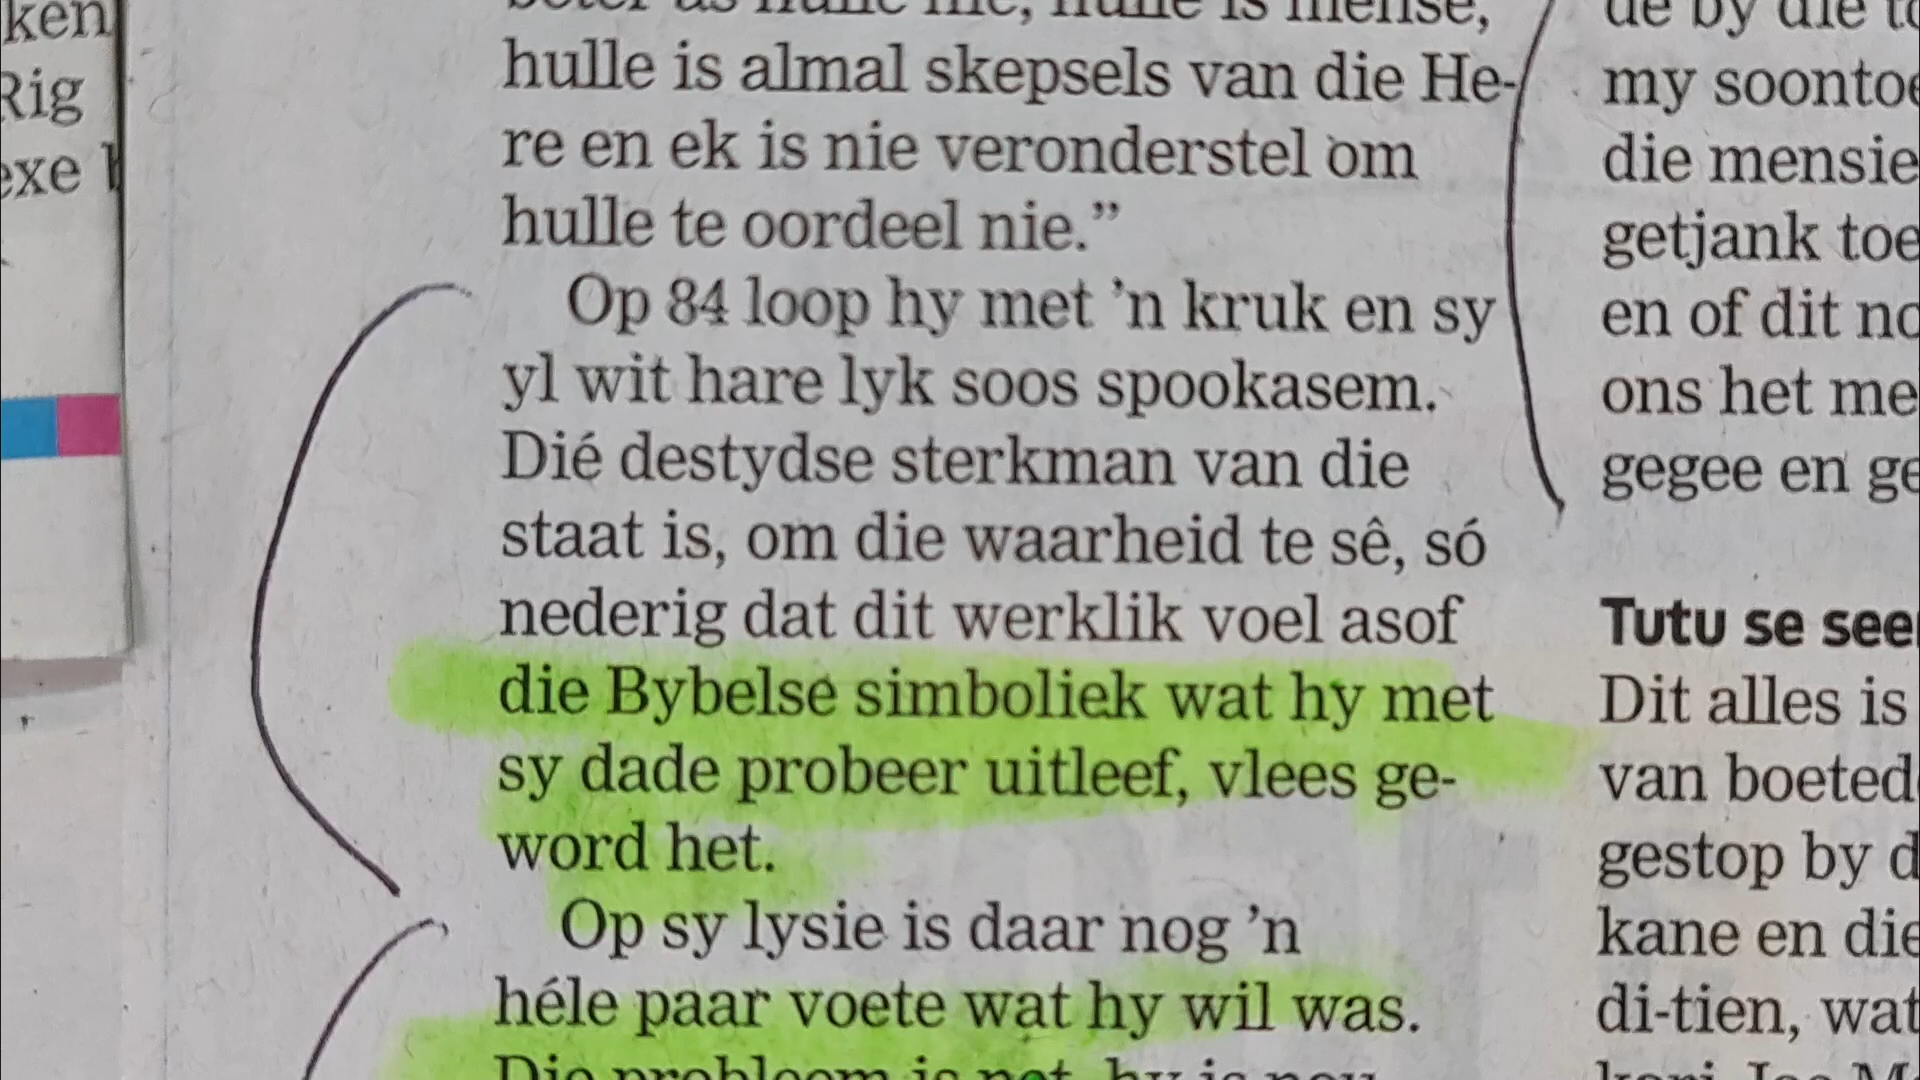 ken
Rig
exe
hulle is almal skepsels van die He-
re en ek is nie veronderstel om
hulle te oordeel nie.”
Op 84 loop hy met ’n kruk en sy
yl wit hare lyk soos spookasem.
Dié destydse sterkman van die
staat is, om die waarheid te sê, só
nederig dat dit werklik voel asof
die Bybelse simboliek wat hy met
sy dade probeer uitleef, vlees ge-
word het.
Op sy lysie is daar nog ’n
héle paar voete wat hy wil was.
my
die mensie
getjank toe
en of dit
ons het me
gegee en
Tutu se
Dit alles is
van
gestop by
kane en die
di-tien, wat